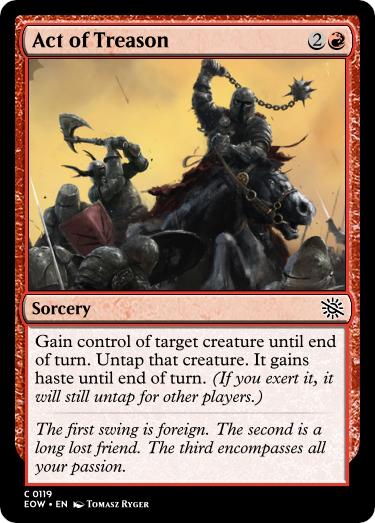 Act of Treason 2
Sorcery
Gain control of target creature until end
of turn. Untap that creature. It gains
haste until end of turn. (If you exert it, it
will still untap for other players.)
The first swing is foreign. The second is a
long lost friend. The third encompasses all
your passion.
C 0119
EOW • EN Tomasz Ryger